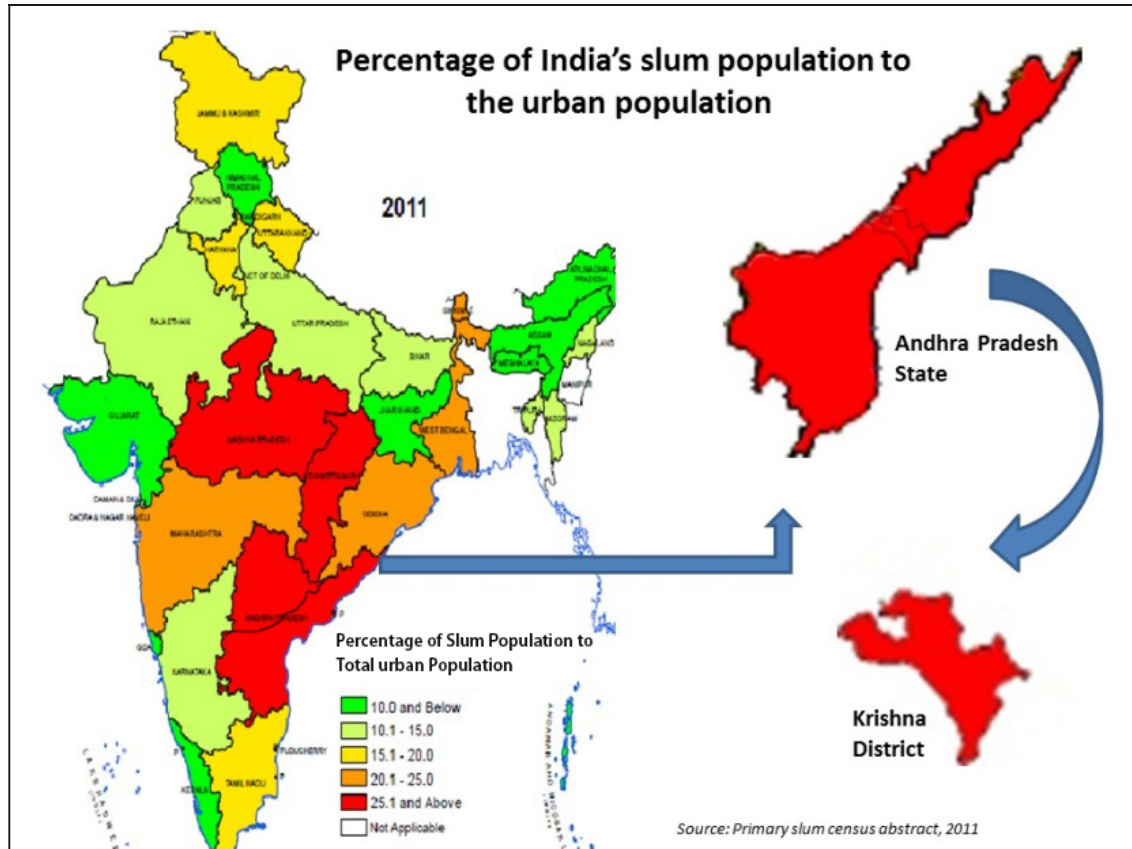 Percentage of India's slum population to
the urban population
2011
JAMMU & KASHMIR
HIMACHAL
PRADESH
PUNJAB
UTTARAKHAND
HARYANA
NCT OF DELHI
RAJASTHAN
UTTAR PRADESH
BIHAR
ARUNACHAL
PRADESH
ASSAM
NAGALAND
MEGHALAYA
MANIPUR
TRIPURA
MIZORAM
GUJARAT
MADHYA PRADESH
JHARKHAND
WEST BENGAL
CHHATTISGARH
ODISHA
DAMAN & DIU
DADRA & NAGAR HAVELI
MAHARASHTRA
ANDHRA PRADESH
GOA
KARNATAKA
PUDUCHERRY
KERALA
TAMIL NADU
ANDAMAN AND NICOBAR
Andhra Pradesh
State
Krishna
District
Percentage of Slum Population to
Total urban Population
10.0 and Below
10.1 - 15.0
15.1 - 20.0
20.1 - 25.0
25.1 and Above
Not Applicable
Source: Primary slum census abstract, 2011